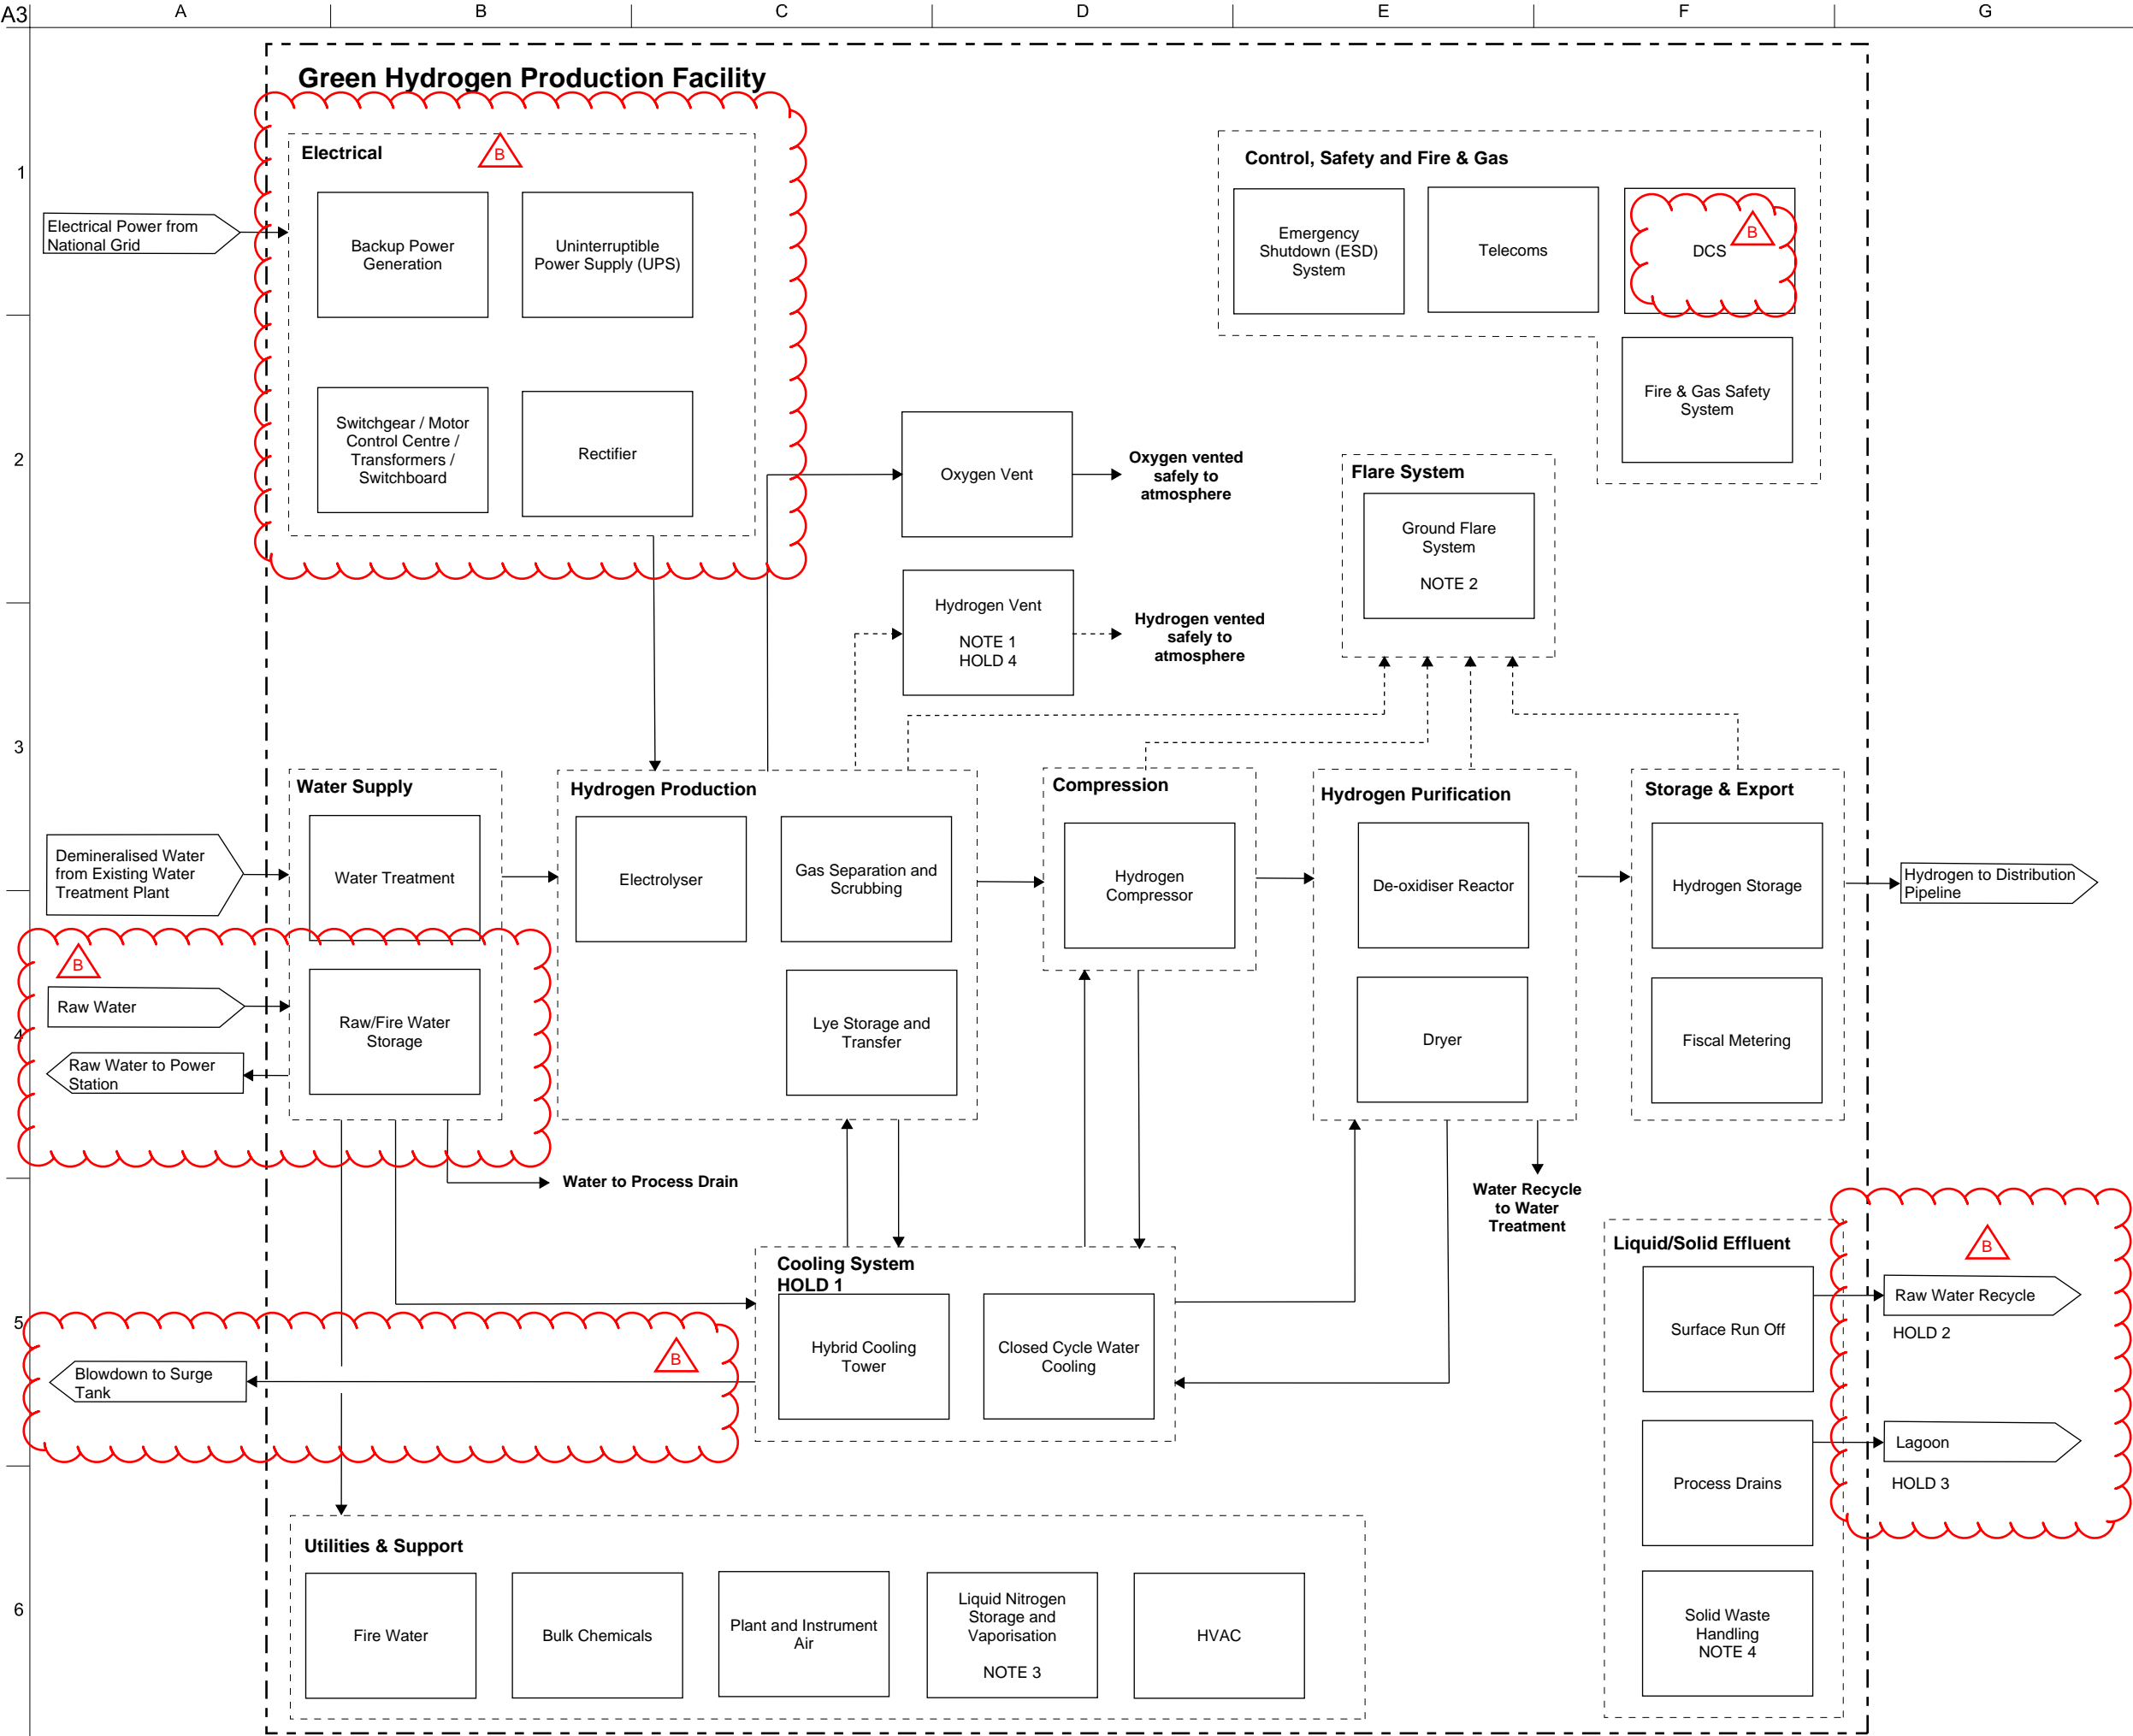 A3
A
B
C
D
E
F
G
Green Hydrogen Production Facility
1
Electrical
B
Electrical Power from
National Grid
Backup Power
Generation
Uninterruptible
Power Supply (UPS)
Control, Safety and Fire & Gas
Emergency
Shutdown (ESD)
System
Telecoms
DCS
B
2
Switchgear / Motor
Control Centre /
Transformers /
Switchboard
Rectifier
Fire & Gas Safety
System
Oxygen Vent
Oxygen vented
safely to
atmosphere
Flare System
Ground Flare
System
NOTE 2
Hydrogen Vent
NOTE 1
HOLD 4
Hydrogen vented
safely to
atmosphere
3
Water Supply
Hydrogen Production
Compression
Hydrogen Purification
Storage & Export
Demineralised Water
from Existing Water
Treatment Plant
Water Treatment
Electrolyser
Gas Separation and
Scrubbing
Hydrogen
Compressor
De-oxidiser Reactor
Hydrogen Storage
Hydrogen to Distribution
Pipeline
B
Raw Water
4
Raw Water to Power
Station
Raw/Fire Water
Storage
Lye Storage and
Transfer
Dryer
Fiscal Metering
Water to Process Drain
Water Recycle
to Water
Treatment
5
Cooling System
HOLD 1
Hybrid Cooling
Tower
Closed Cycle Water
Cooling
B
Blowdown to Surge
Tank
Liquid/Solid Effluent
B
Surface Run Off
Raw Water Recycle
HOLD 2
Process Drains
Lagoon
HOLD 3
6
Utilities & Support
Fire Water
Bulk Chemicals
Plant and Instrument
Air
Liquid Nitrogen
Storage and
Vaporisation
NOTE 3
HVAC
Solid Waste
Handling
NOTE 4